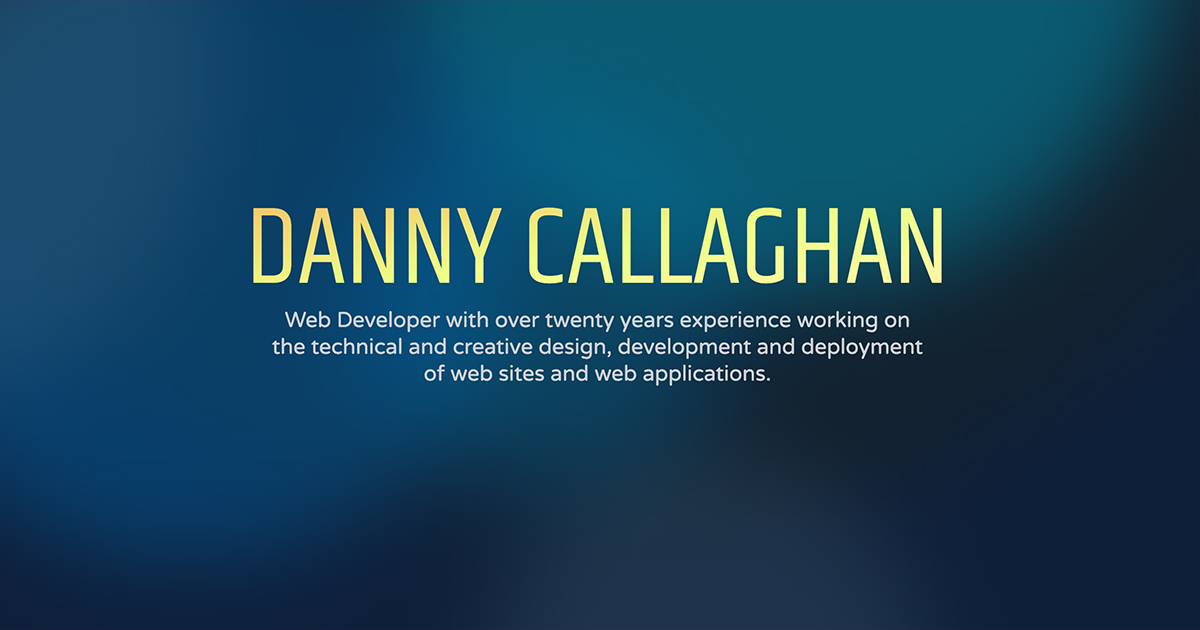 DANNY CALLAGHAN
Web Developer with over twenty years experience working on
the technical and creative design, development and deployment
of web sites and web applications.